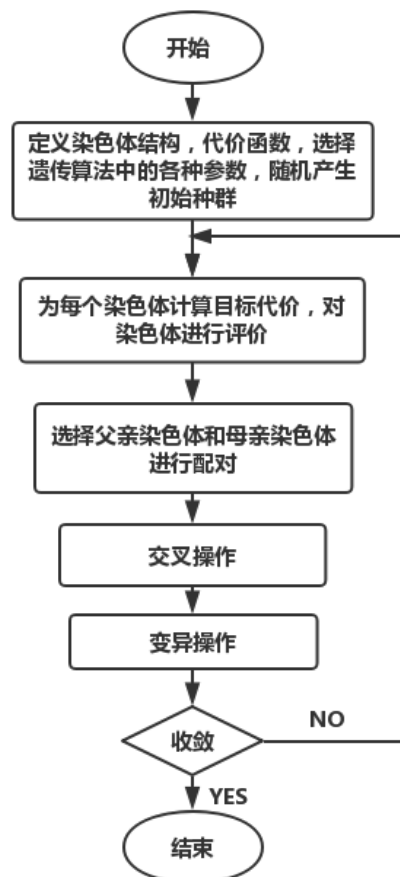 开始
定义染色体结构，代价函数，选择
遗传算法中的各种参数，随机产生
初始种群
为每个染色体计算目标代价，对
染色体进行评价
选择父亲染色体和母亲染色体
进行配对
交叉操作
变异操作
收敛
NO
YES
结束